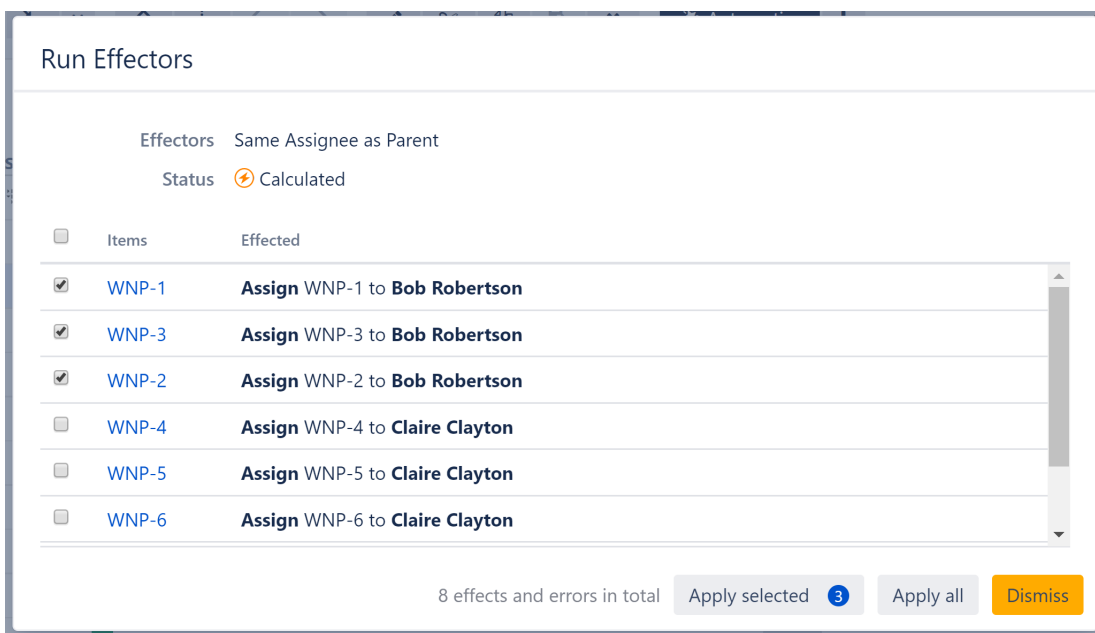 Run Effectors
Effectors Same Assignee as Parent
Status Calculated
Items Effected
WNP-1 Assign WNP-1 to Bob Robertson
WNP-3 Assign WNP-3 to Bob Robertson
WNP-2 Assign WNP-2 to Bob Robertson
WNP-4 Assign WNP-4 to Claire Clayton
WNP-5 Assign WNP-5 to Claire Clayton
WNP-6 Assign WNP-6 to Claire Clayton
8 effects and errors in total Apply selected 3 Apply all Dismiss